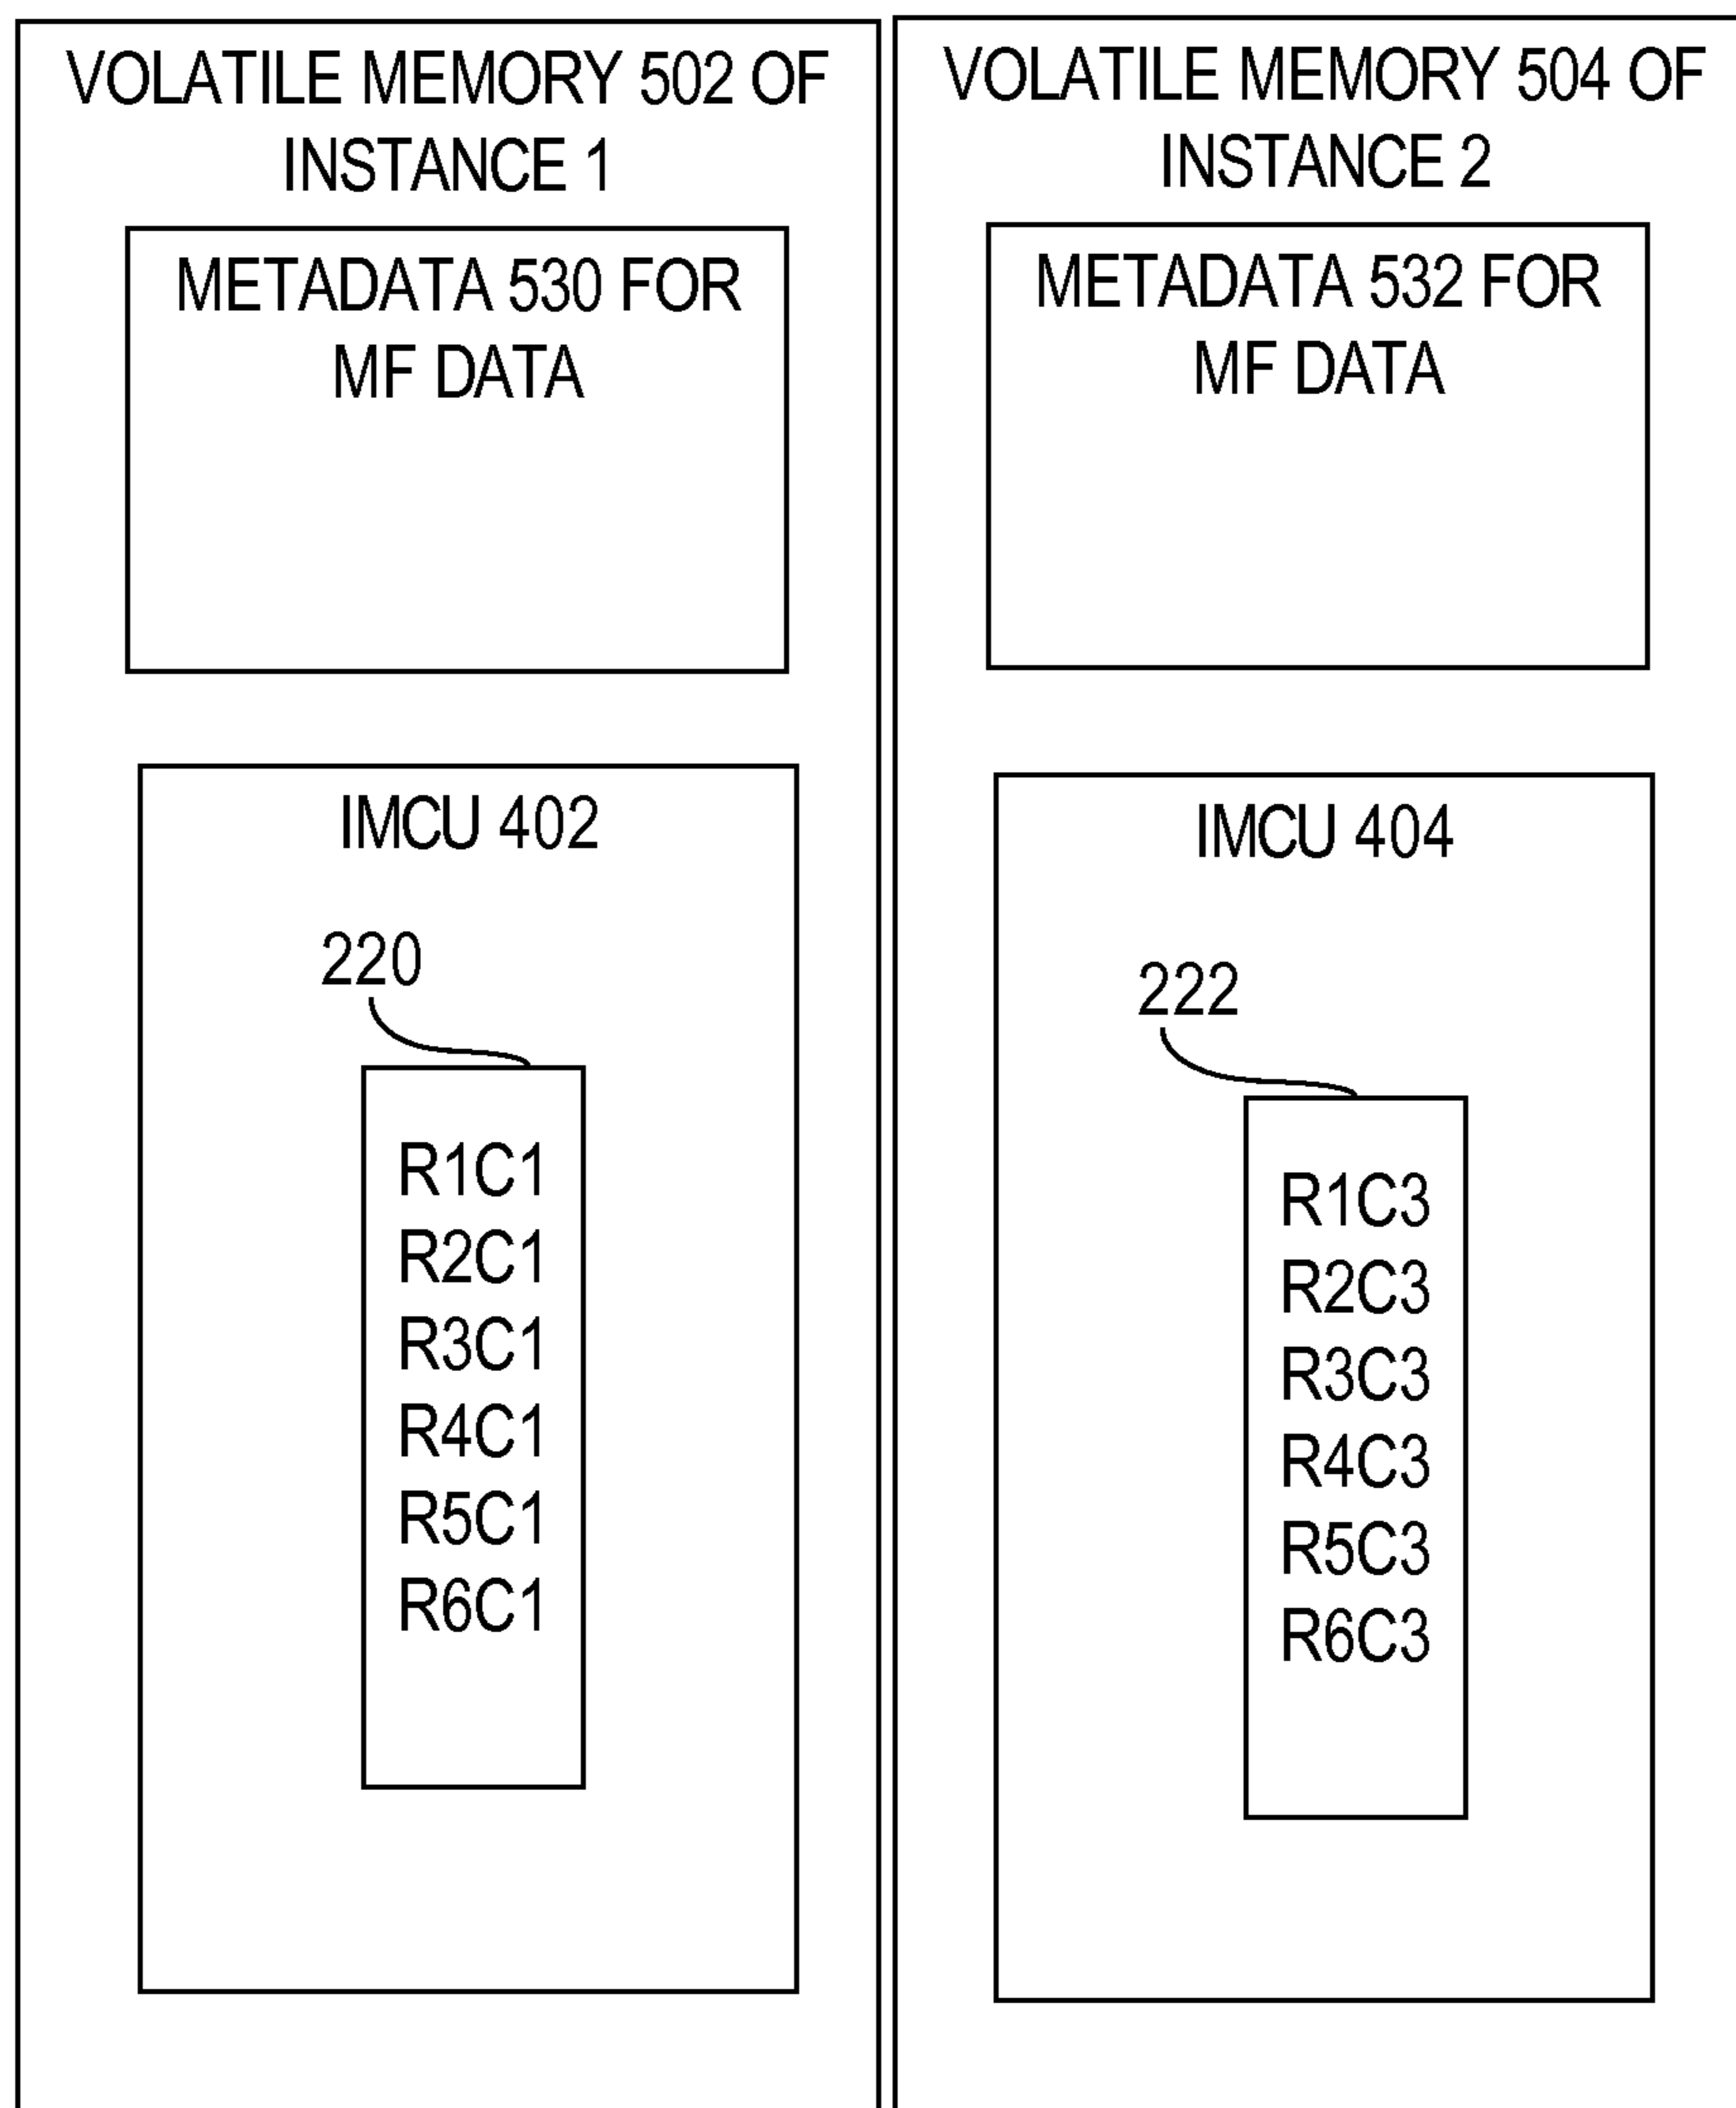 VOLATILE MEMORY 502 OF
INSTANCE 1
METADATA 530 FOR
MF DATA
IMCU 402
220
R1C1
R2C1
R3C1
R4C1
R5C1
R6C1
VOLATILE MEMORY 504 OF
INSTANCE 2
METADATA 532 FOR
MF DATA
IMCU 404
222
R1C3
R2C3
R3C3
R4C3
R5C3
R6C3